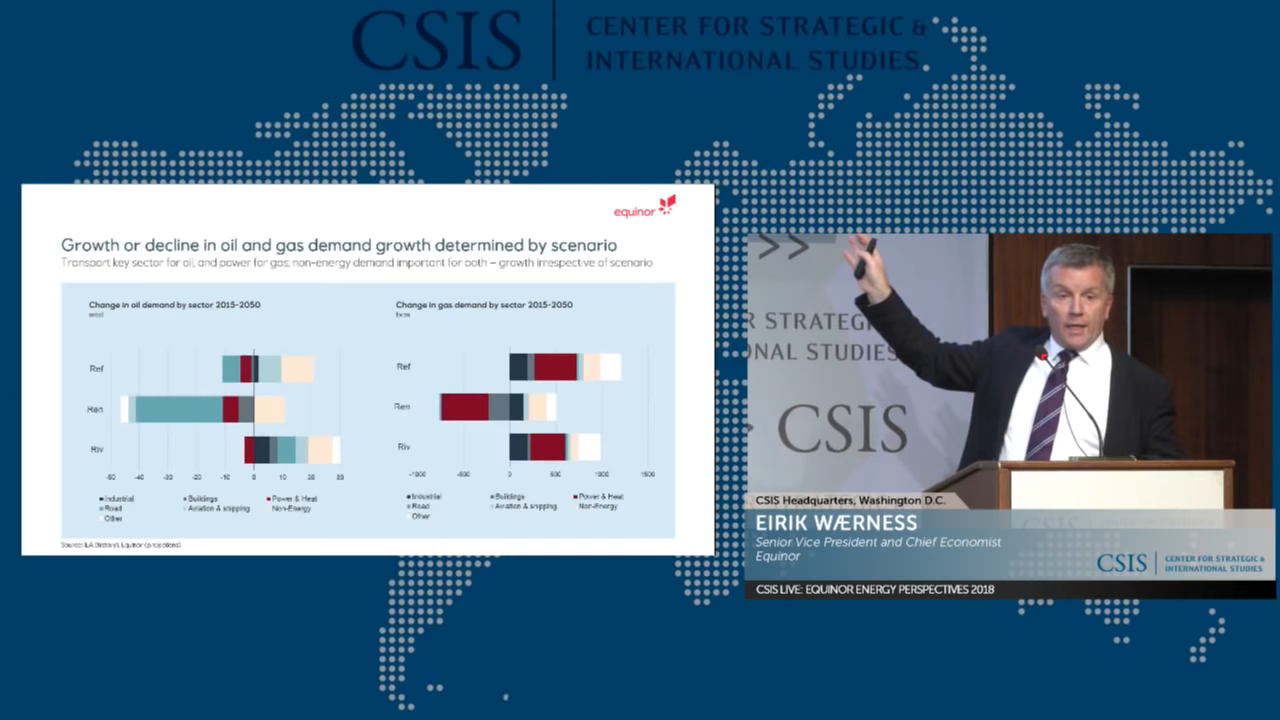 CSIS
CENTER FOR STRATEGIC &
INTERNATIONAL STUDIES
equinor
Growth or decline in oil and gas demand growth determined by scenario
Transport key sector for oil, and power for gas; non-energy demand important for both – growth irrespective of scenario
Change in oil demand by sector 2015-2050
Ref
Ren
Riv
-50 -40 -30 -20 -10 0 10 20 30
Industrial Buildings Power & Heat
Road Aviation & shipping Non-Energy
Other
Change in gas demand by sector 2015-2050
Ref
Ren
Riv
-1000 -500 0 500 1000 1500
Industrial Buildings Power & Heat
Road Aviation & shipping Non-Energy
Other
>>
R STRATEG
ONAL STUDIES
CSIS
CSIS Headquarters, Washington D.C.
EIRIK WÆRNESS
Senior Vice President and Chief Economist
Equinor
CSIS
CENTER FOR STRATEGIC &
INTERNATIONAL STUDIES
CSIS LIVE: EQUINOR ENERGY PERSPECTIVES 2018